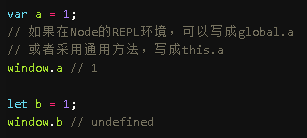 var a = 1;
// 如果在Node的REPL环境，可以写成global.a
// 或者采用通用方法，写成this.a
window.a // 1
let b = 1;
window.b // undefined